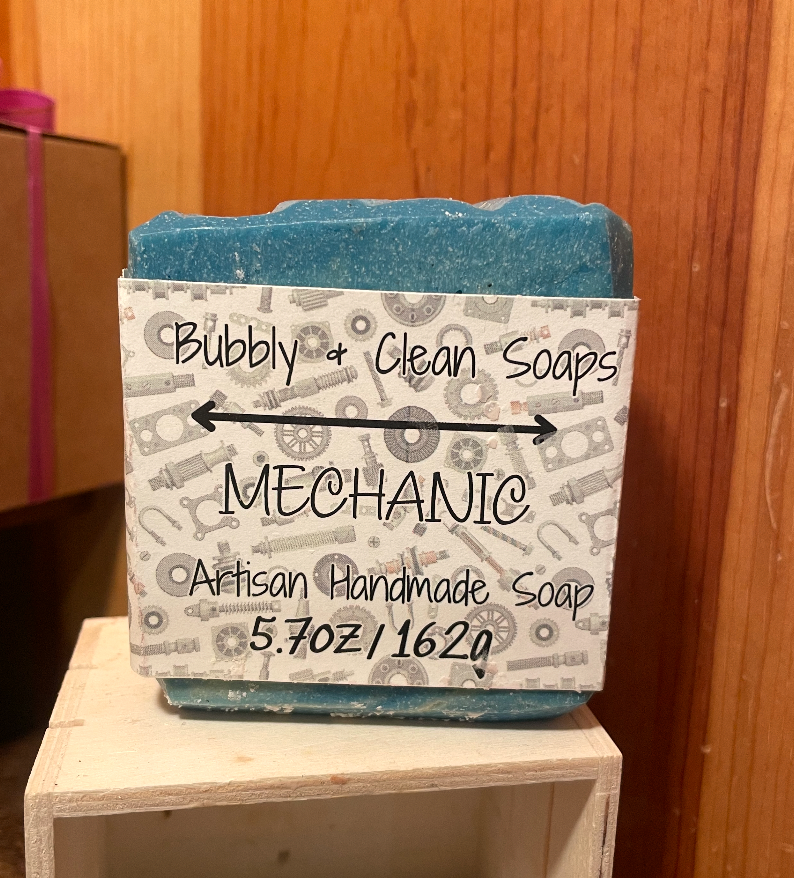 Bubbly & Clean Soaps
MECHANIC
Artisan Handmade Soap
5.7oz/162g